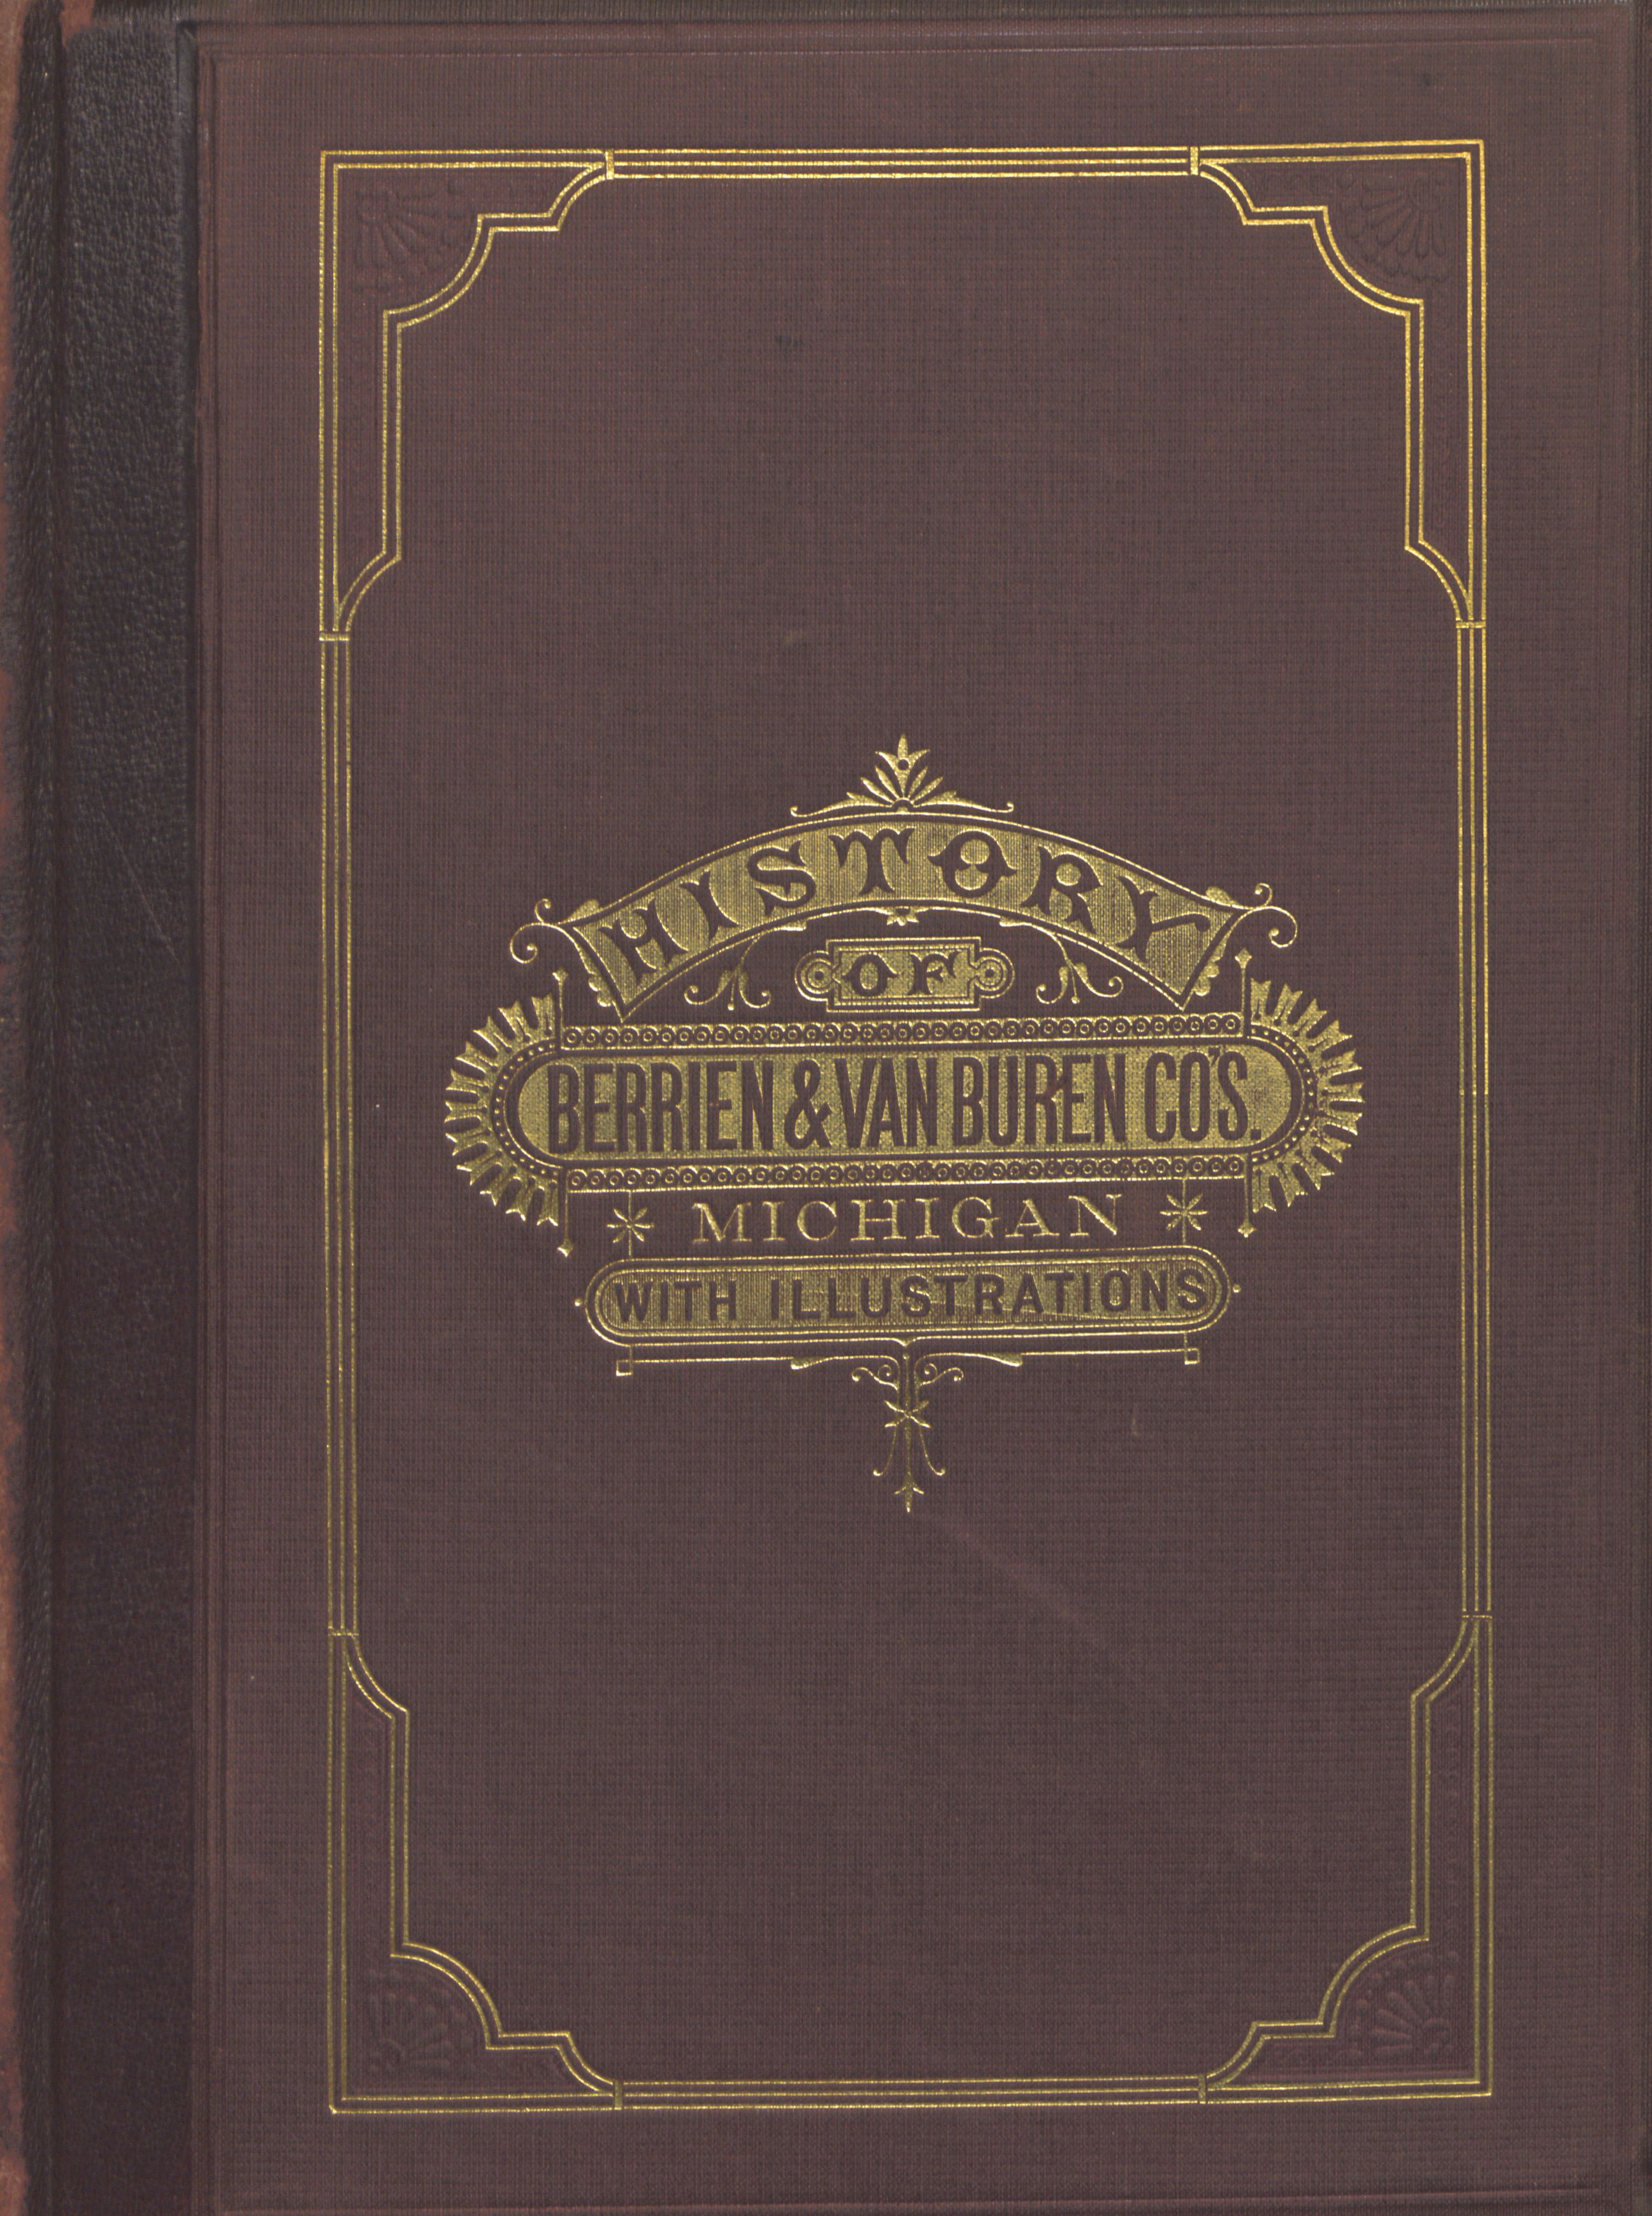 HISTORY
OF
BERRIEN & VAN BUREN CO'S.
MICHIGAN
WITH ILLUSTRATIONS